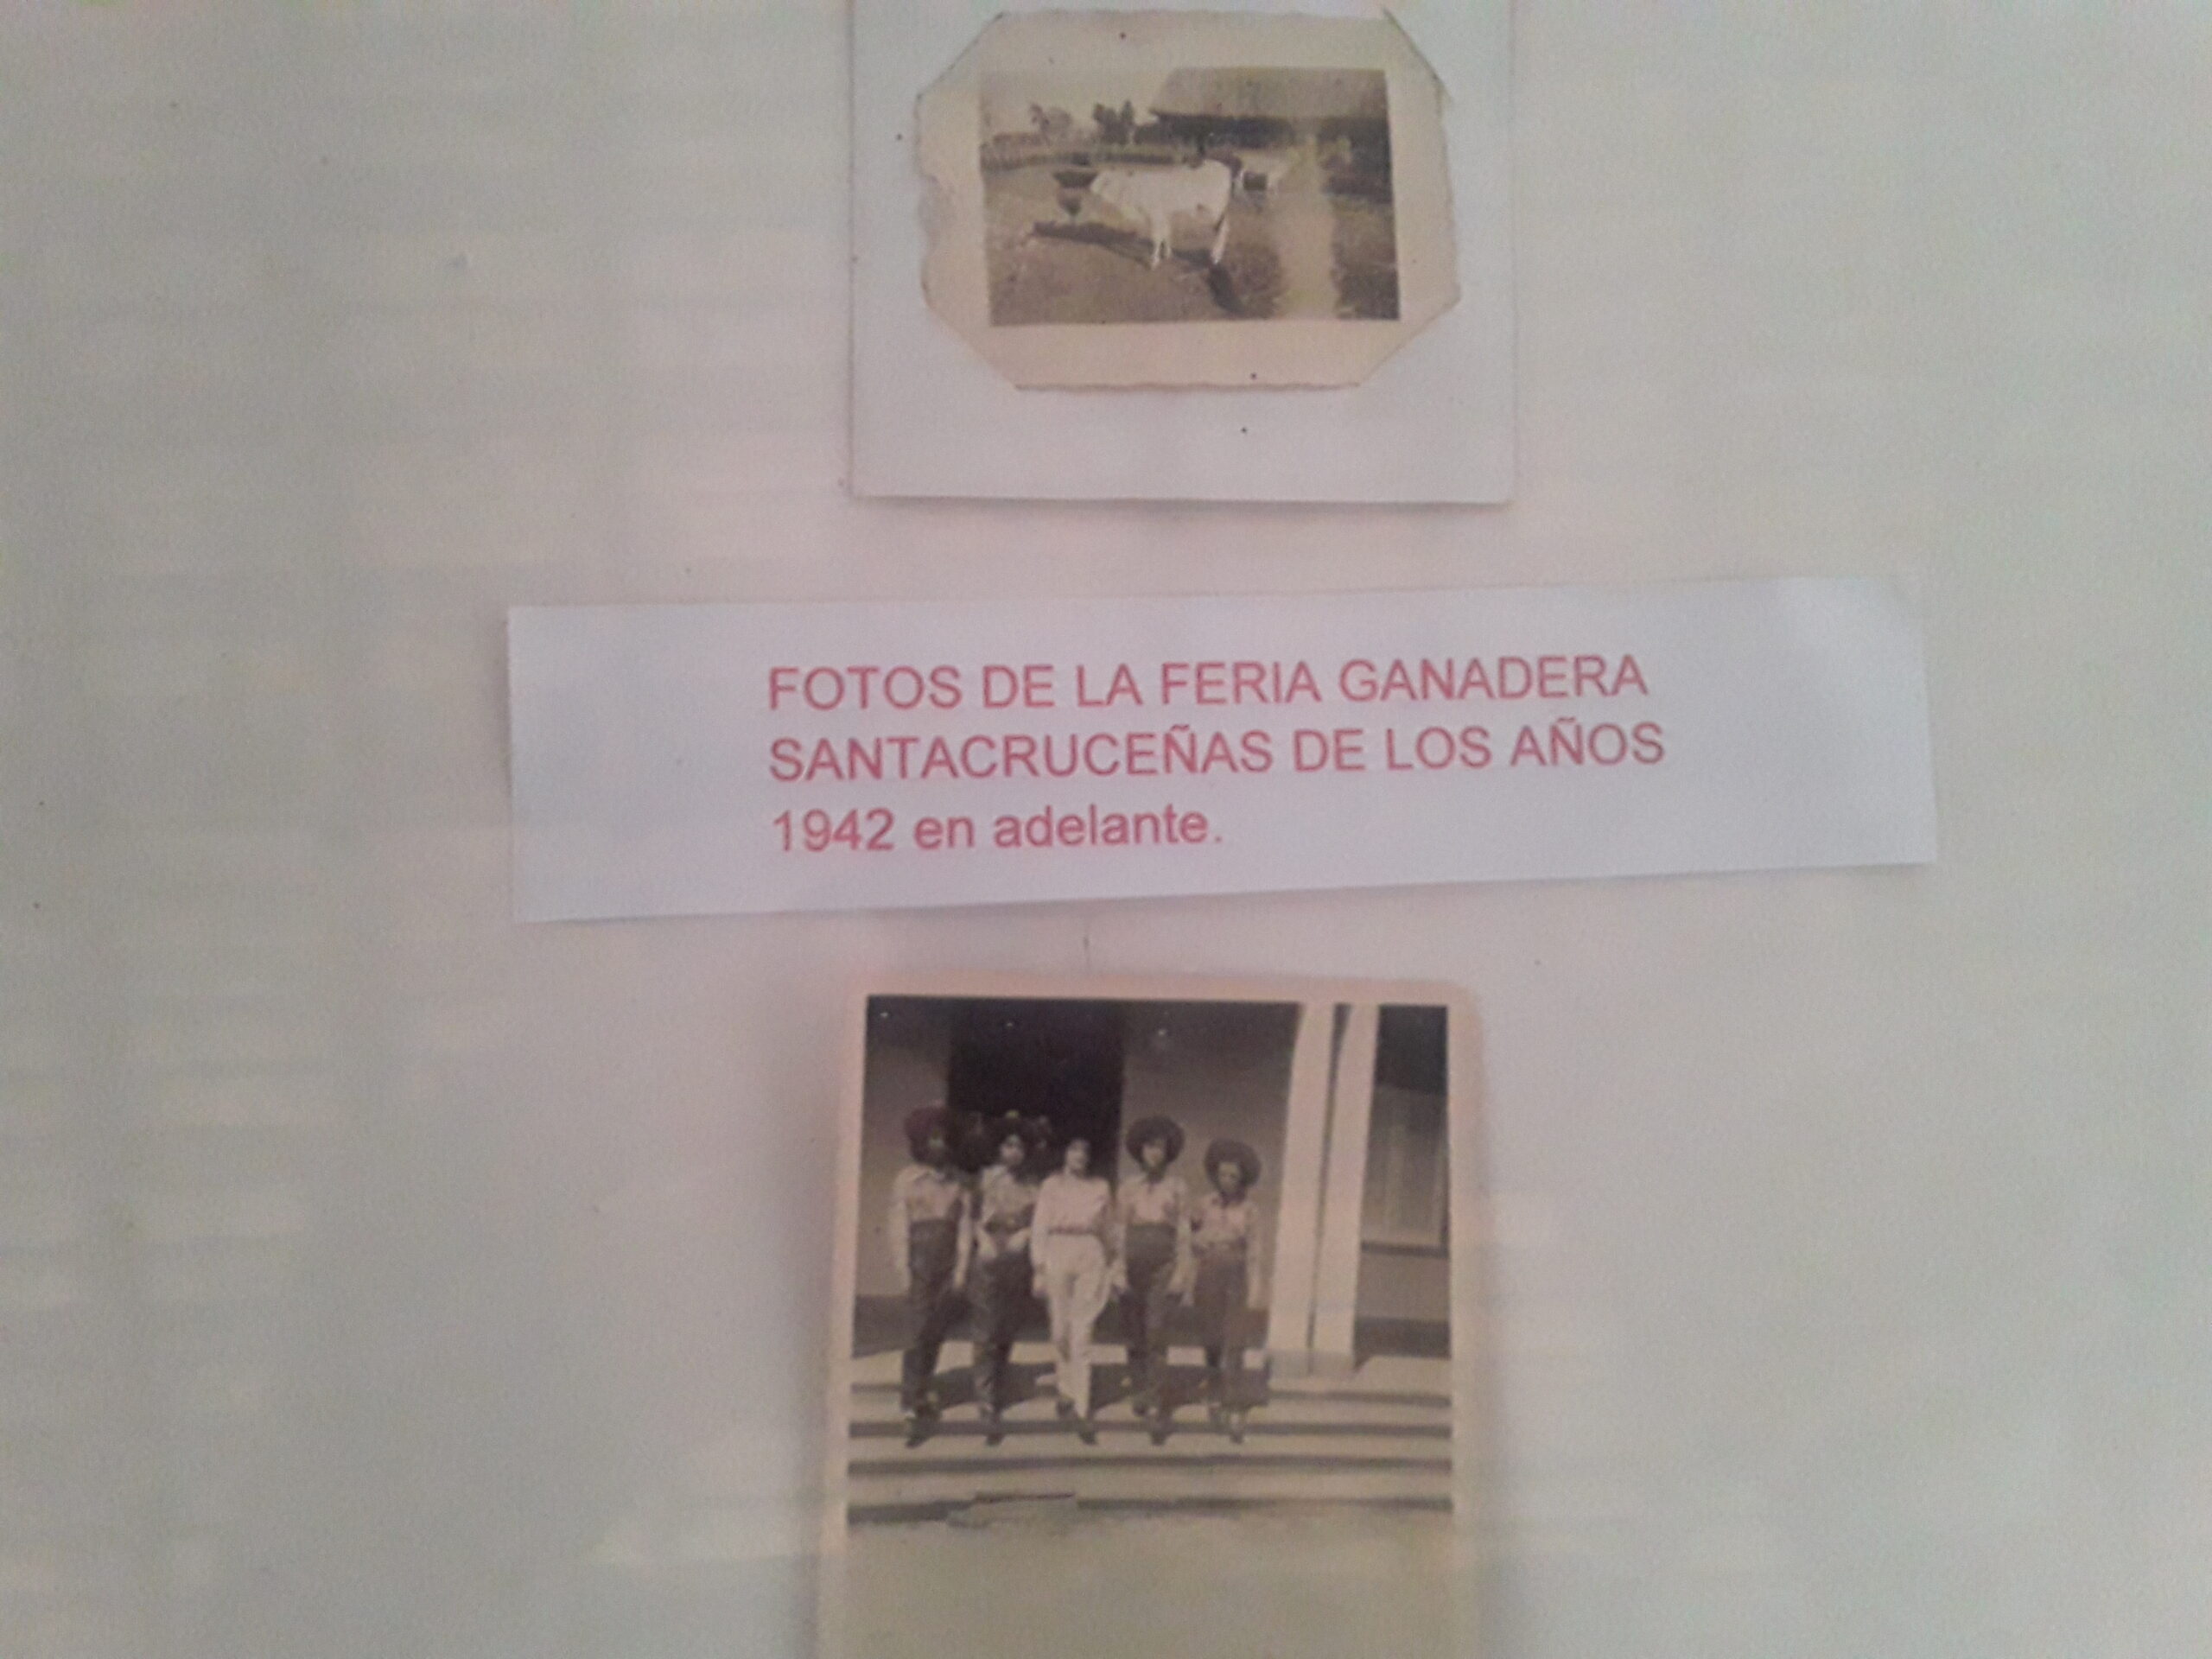 FOTOS DE LA FERIA GANADERA
SANTACRUCEÑAS DE LOS AÑOS
1942 en adelante.